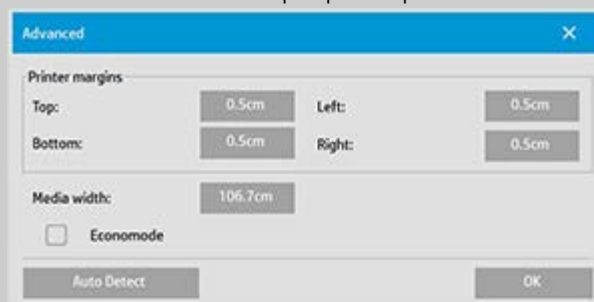 Advanced
Printer margins
Top: 0.5cm Left: 0.5cm
Bottom: 0.5cm Right: 0.5cm
Media width: 106.7cm
Economode
Auto Detect OK